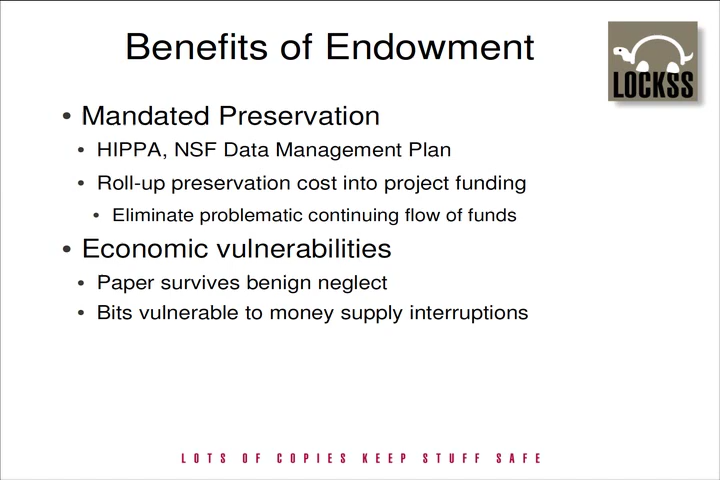 Benefits of Endowment
LOCKSS
• Mandated Preservation
• HIPPA, NSF Data Management Plan
• Roll-up preservation cost into project funding
• Eliminate problematic continuing flow of funds
• Economic vulnerabilities
• Paper survives benign neglect
• Bits vulnerable to money supply interruptions
LOTS OF COPIES KEEP STUFF SAFE